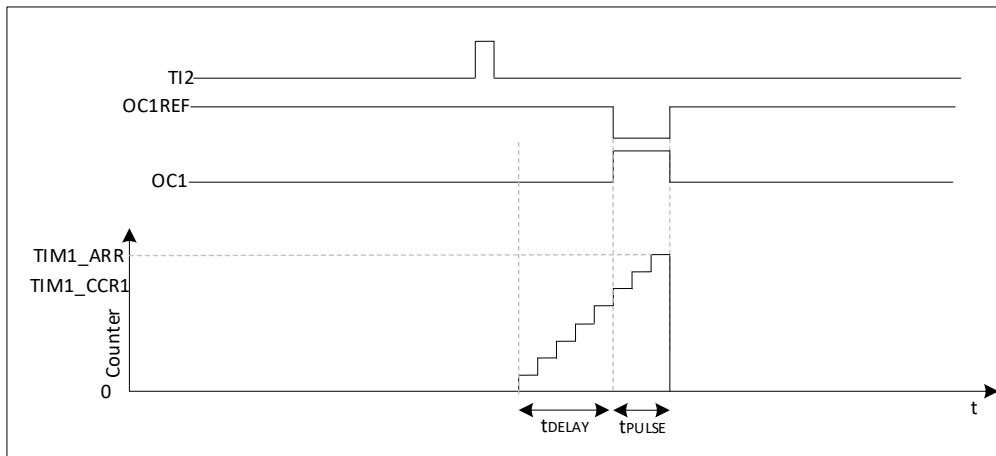 TI2
OC1REF
OC1
TIM1_ARR
TIM1_CCR1
Counter
0
t
tDELAY
tPULSE